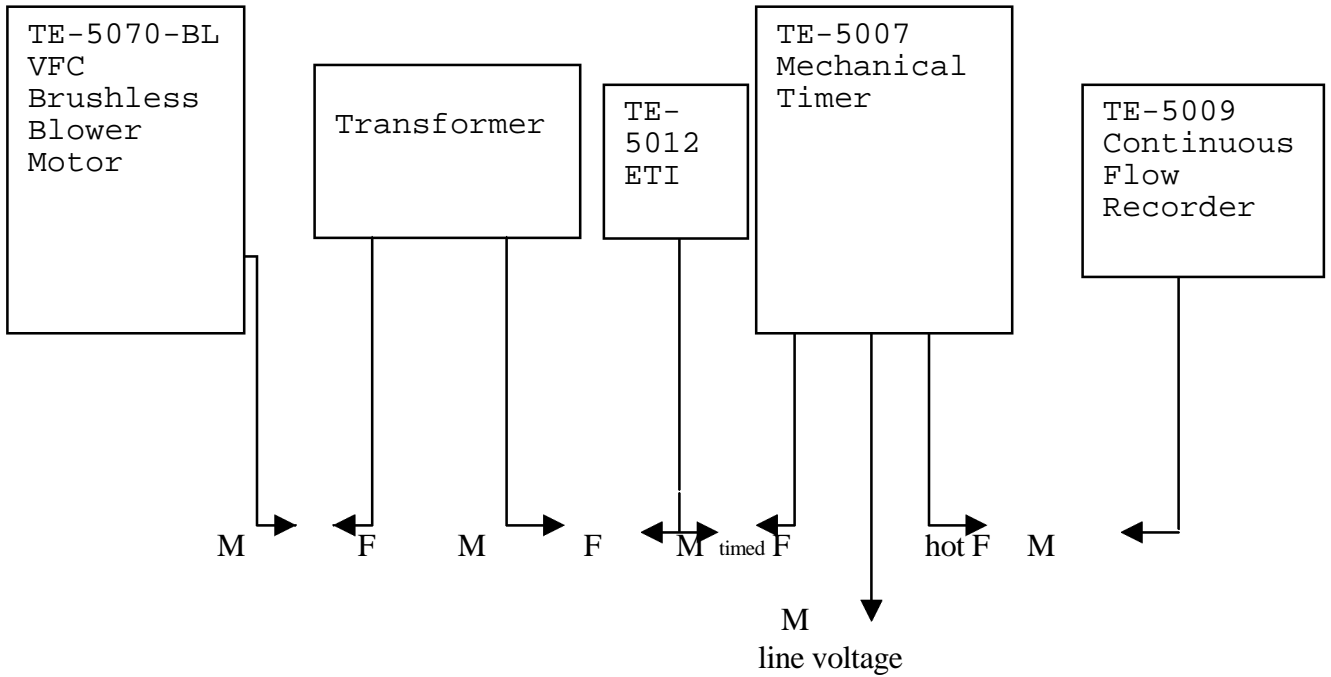 TE-5070-BL
VFC
Brushless
Blower
Motor
Transformer
TE-
5012
ETI
TE-5007
Mechanical
Timer
TE-5009
Continuous
Flow
Recorder
M F M F M timed F hot F M
M
line voltage